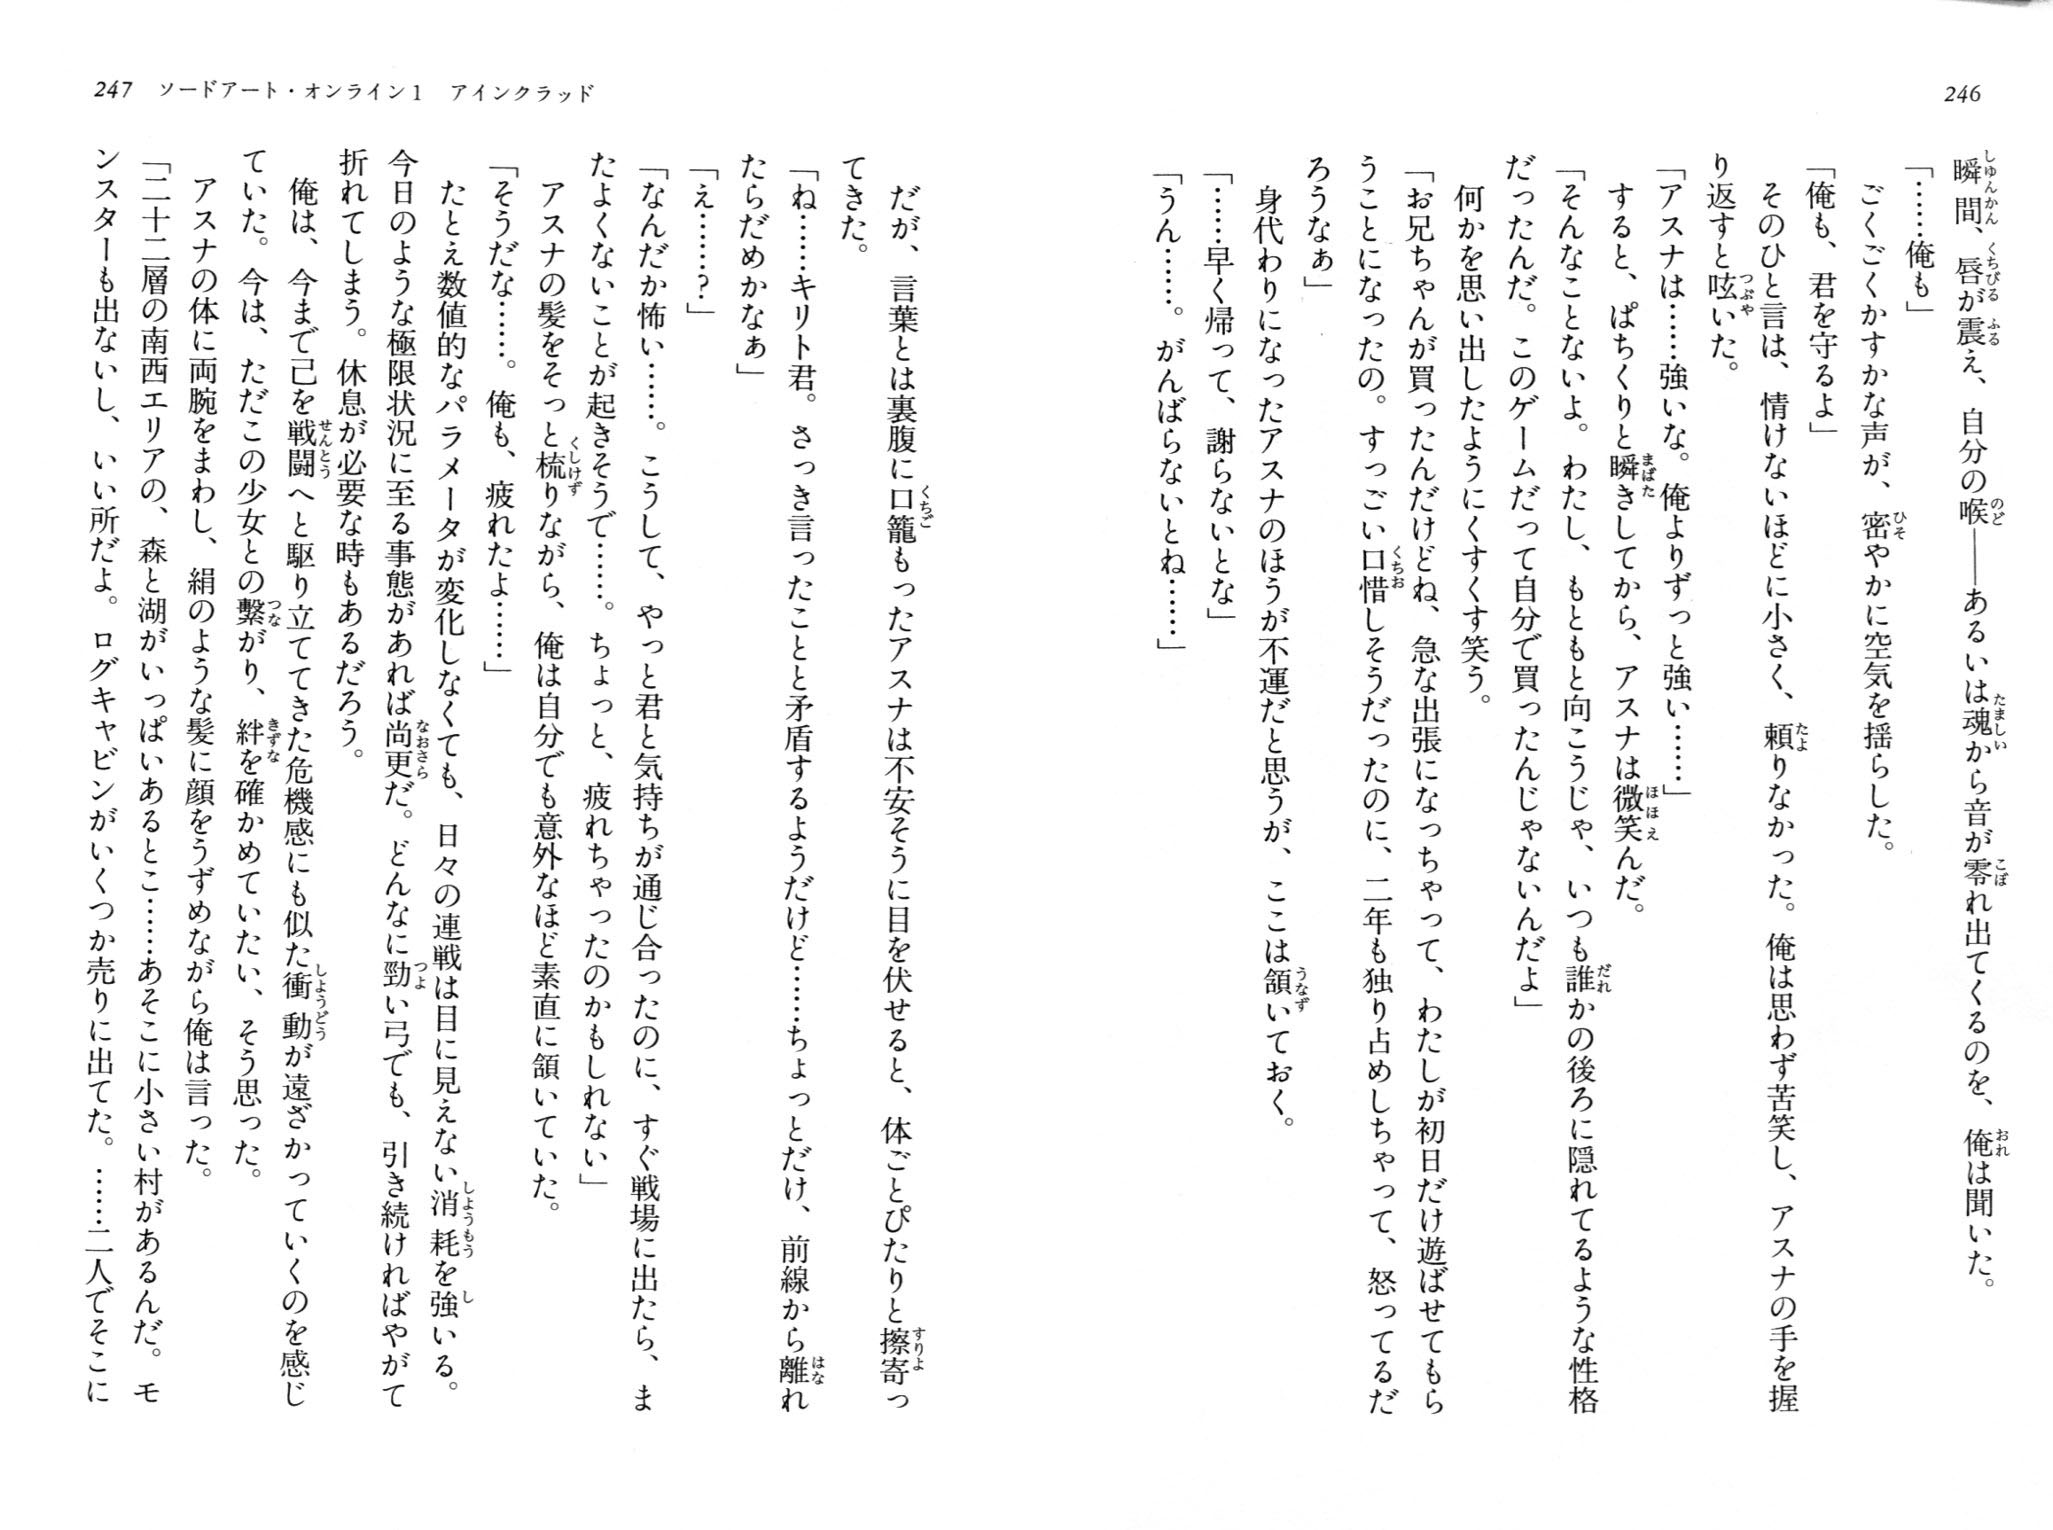 246
瞬間、唇が震え、自分の喉――あるいは魂から音が零れ出てくるのを、俺は聞いた。
「……俺も」
ごくごくかすかな声が、密やかに空気を揺らした。
「俺も、君を守るよ」
そのひと言は、情けないほどに小さく、頼りなかった。俺は思わず苦笑し、アスナの手を握
り返すと呟いた。
「アスナは……強いな。俺よりずっと強い……」
すると、ぱちくりと瞬きしてから、アスナは微笑んだ。
「そんなことないよ。わたし、もともと向こうじゃ、いつも誰かの後ろに隠れてるような性格
だったんだ。このゲームだって自分で買ったんじゃないんだよ」
何かを思い出したようにくすくす笑う。
「お兄ちゃんが買ったんだけどね、急な出張になっちゃって、わたしが初日だけ遊ばせてもら
うことになったの。すっごい口惜しそうだったのに、二年も独り占めしちゃって、怒ってるだ
ろうなぁ」
身代わりになったアスナのほうが不運だと思うが、ここは頷いておく。
「……早く帰って、謝らないとな」
「うん……。がんばらないとね……」
247 ソードアート・オンライン1 アインクラッド
だが、言葉とは裏腹に口籠もったアスナは不安そうに目を伏せると、体ごとぴたりと擦寄っ
てきた。
「ね……キリト君。さっき言ったことと矛盾するようだけど……ちょっとだけ、前線から離れ
たらだめかなぁ」
「え……？」
「なんだか怖い……。こうして、やっと君と気持ちが通じ合ったのに、すぐ戦場に出たら、ま
たよくないことが起きそうで……。ちょっと、疲れちゃったのかもしれない」
アスナの髪をそっと梳りながら、俺は自分でも意外なほど素直に頷いていた。
「そうだな……。俺も、疲れたよ……」
たとえ数値的なパラメータが変化しなくても、日々の連戦は目に見えない消耗を強いる。
今日のような極限状況に至る事態があれば尚更だ。どんなに勁い弓でも、引き続ければやがて
折れてしまう。休息が必要な時もあるだろう。
俺は、今まで己を戦闘へと駆り立ててきた危機感にも似た衝動が遠ざかっていくのを感じ
ていた。今は、ただこの少女との繫がり、絆を確かめていたい、そう思った。
アスナの体に両腕をまわし、絹のような髪に顔をうずめながら俺は言った。
「二十二層の南西エリアの、森と湖がいっぱいあるとこ……あそこに小さい村があるんだ。モ
ンスターも出ないし、いい所だよ。ログキャビンがいくつか売りに出てた。……二人でそこに